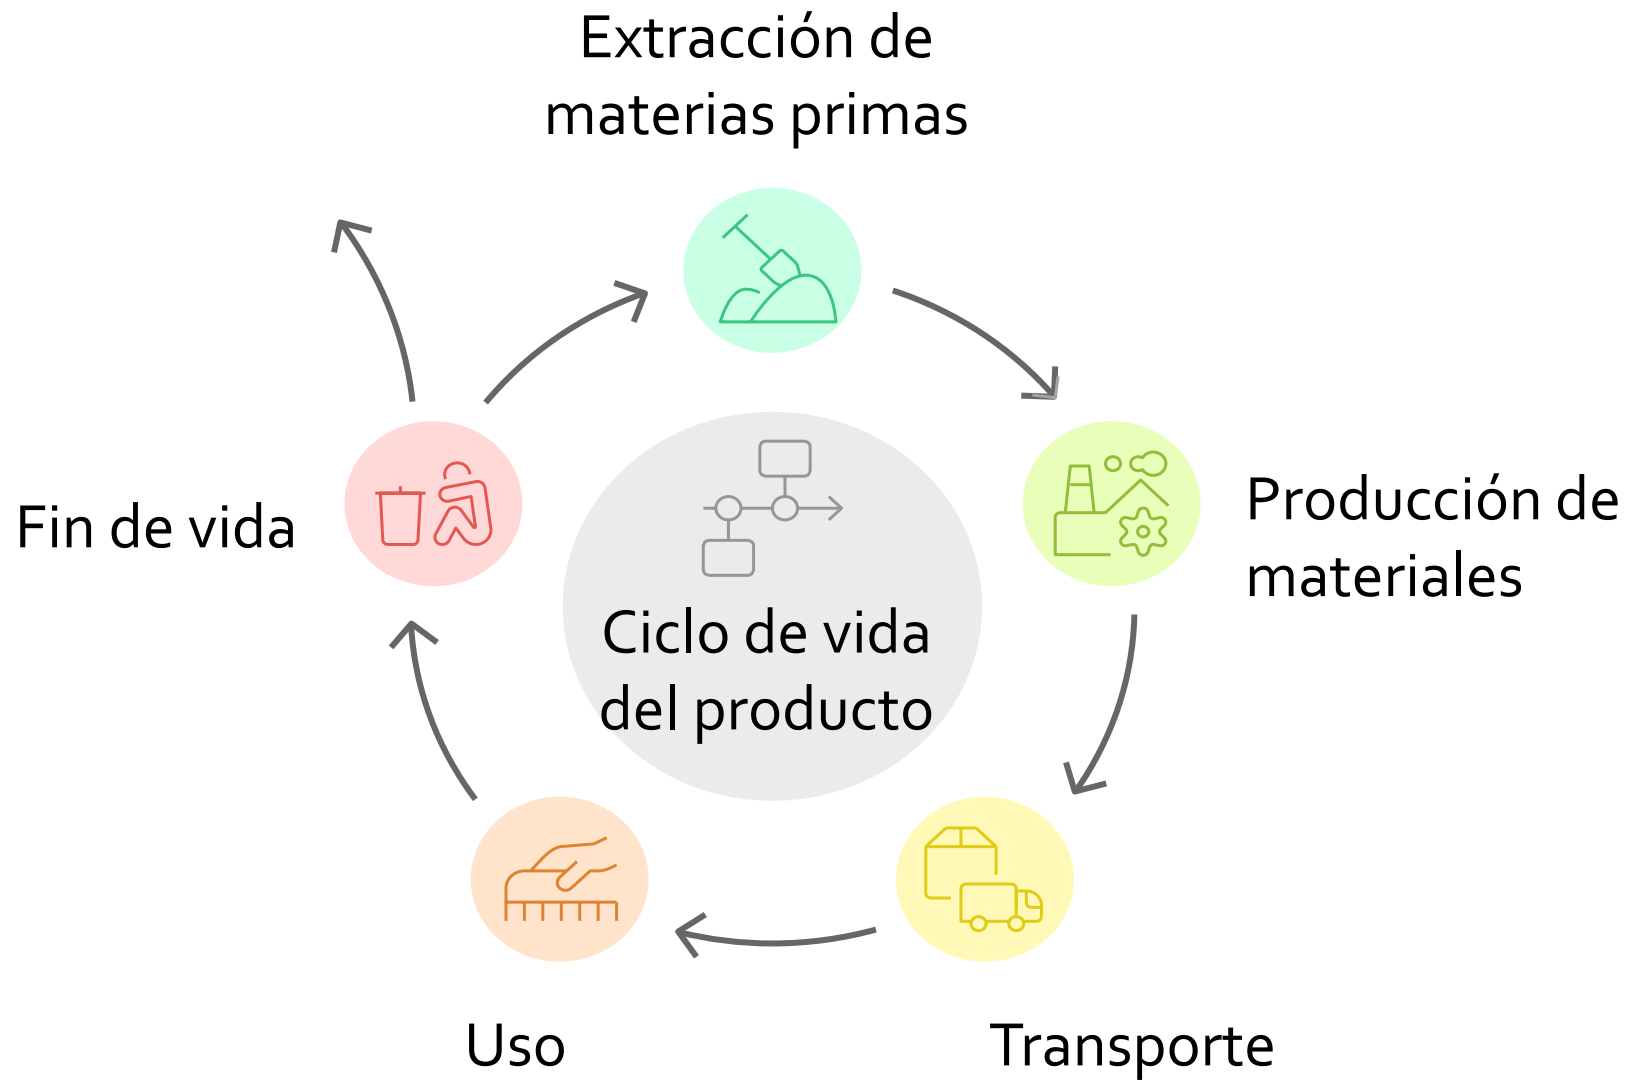 Extracción de
materias primas
Producción de
materiales
Transporte
Uso
Fin de vida
Ciclo de vida
del producto